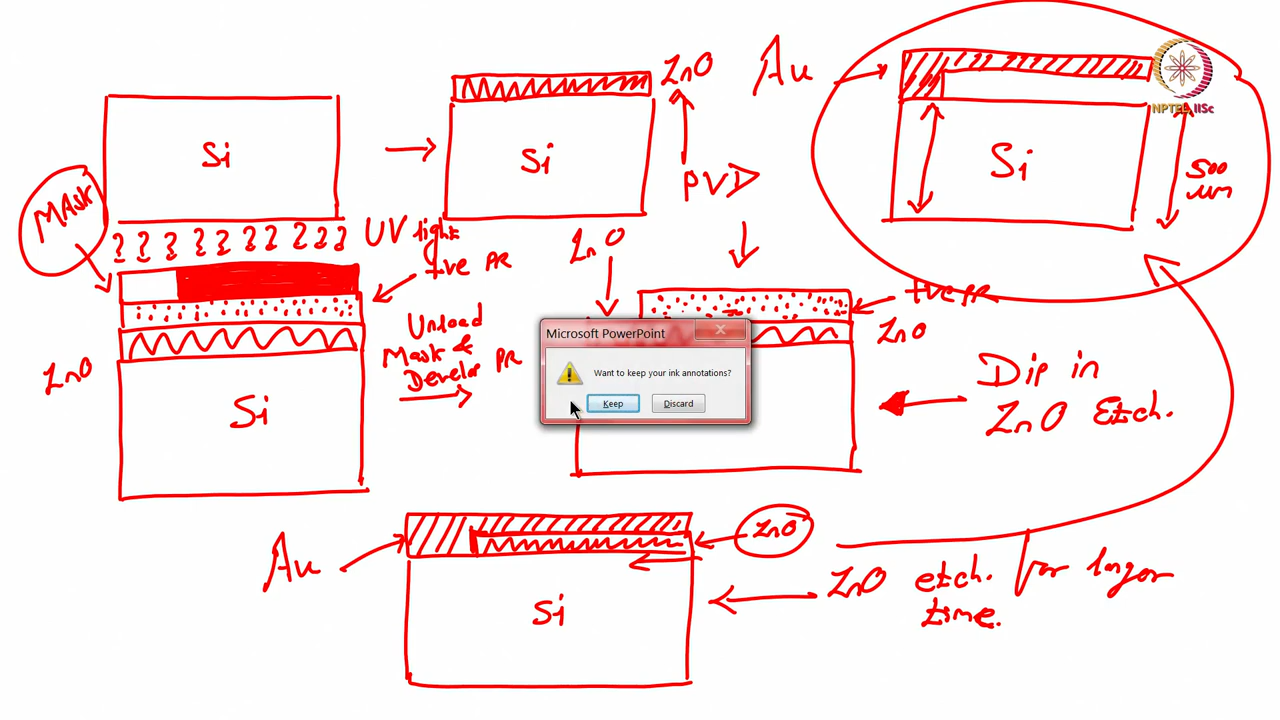 Si
Si
ZnO
PVD
Au
Si
500
µm
NPTEL IISc
MASK
UV light
+ve PR
ZnO
Si
Unload
Mask &
Develop PR
ZnO
+ve PR
ZnO
Dip in
ZnO Etch.
Microsoft PowerPoint
Want to keep your ink annotations?
Keep
Discard
Au
ZnO
Si
ZnO etch. for longer
time.